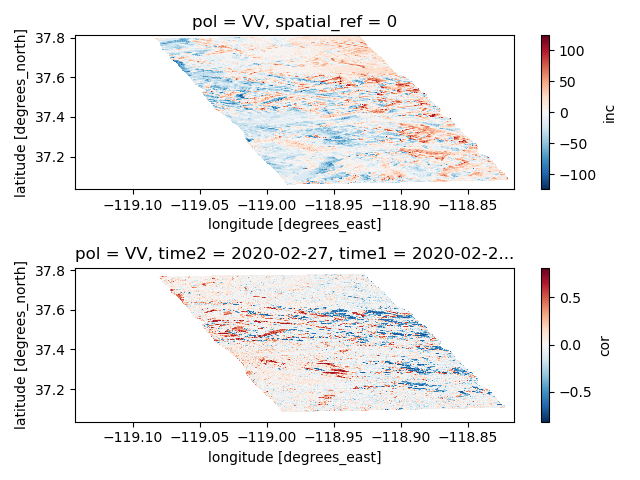 pol = VV, spatial_ref = 0
37.8
37.6
37.4
37.2
latitude [degrees_north]
−119.10 −119.05 −119.00 −118.95 −118.90 −118.85
longitude [degrees_east]
100
50
0
−50
−100
inc
pol = VV, time2 = 2020-02-27, time1 = 2020-02-2...
37.8
37.6
37.4
37.2
latitude [degrees_north]
−119.10 −119.05 −119.00 −118.95 −118.90 −118.85
longitude [degrees_east]
0.5
0.0
−0.5
cor